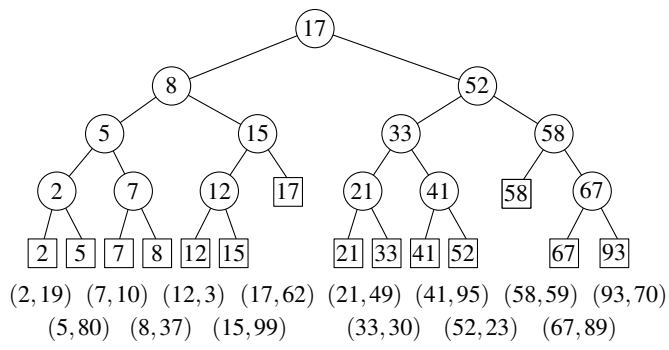 17
8 52
5 15 33 58
2 7 12 17 21 41 58 67
2 5 7 8 12 15 21 33 41 52 67 93
(2,19) (7,10) (12,3) (17,62) (21,49) (41,95) (58,59) (93,70)
(5,80) (8,37) (15,99) (33,30) (52,23) (67,89)